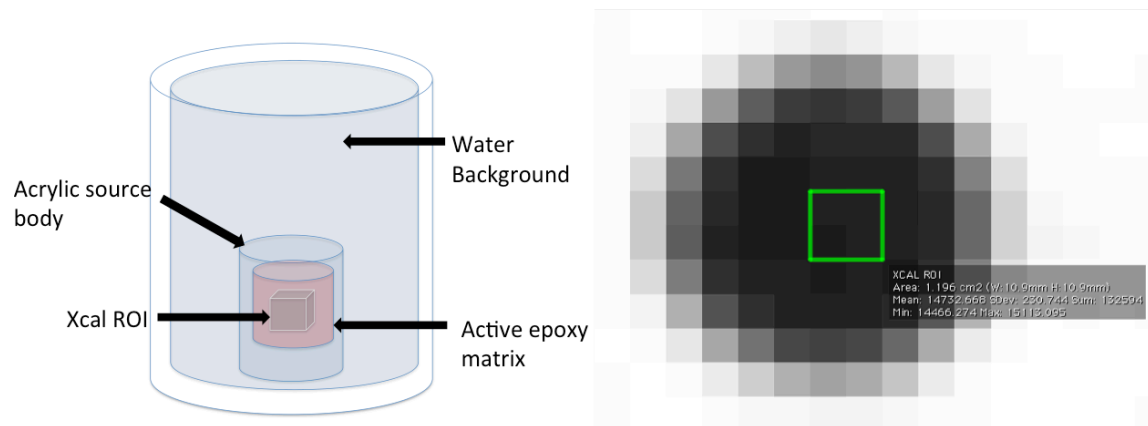 Water
Background
Acrylic source
body
Xcal ROI
Active epoxy
matrix
XCAL ROI
Area: 1.196 cm2 (W:10.9mm H:10.9mm)
Mean: 14732.668 SDev: 230.744 Sum: 132594
Min: 14466.274 Max: 15113.095